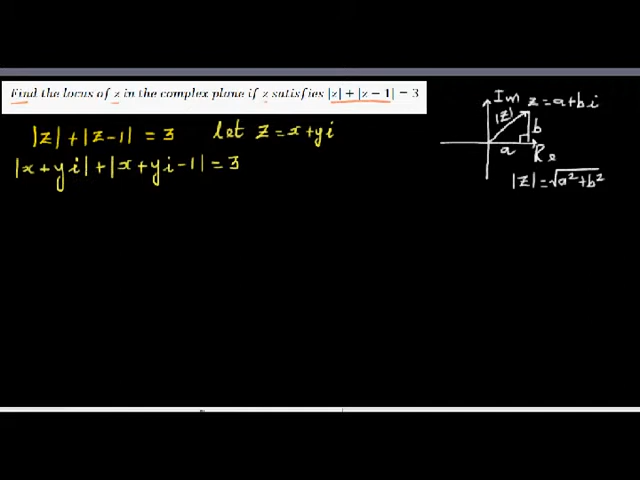 Find the locus of z in the complex plane if z satisfies |z| + |z − 1| = 3
|z| + |z-1| = 3 let z = x+yi
|x+yi| + |x+yi-1| = 3
Im z = a+bi
|z| b
a Re
|z| = √a²+b²